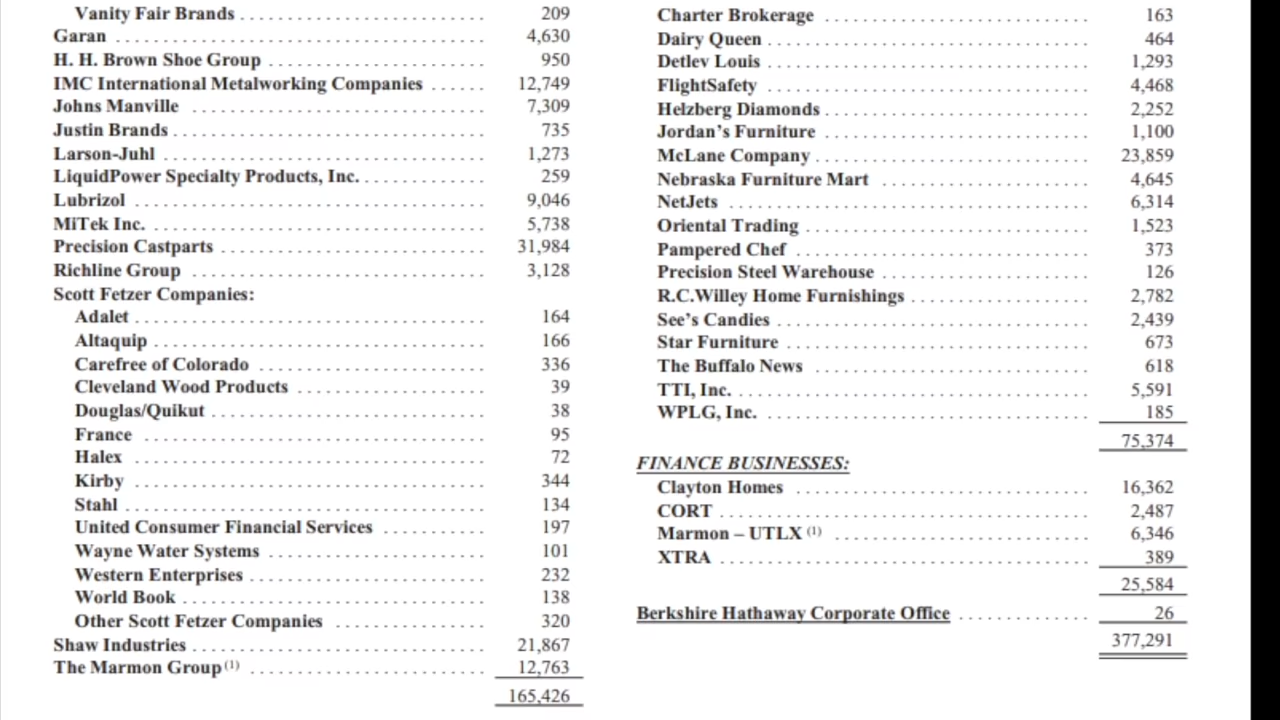 Vanity Fair Brands 209
Garan 4,630
H. H. Brown Shoe Group 950
IMC International Metalworking Companies 12,749
Johns Manville 7,309
Justin Brands 735
Larson-Juhl 1,273
LiquidPower Specialty Products, Inc. 259
Lubrizol 9,046
MiTek Inc. 5,738
Precision Castparts 31,984
Richline Group 3,128
Scott Fetzer Companies:
Adalet 164
Altaquip 166
Carefree of Colorado 336
Cleveland Wood Products 39
Douglas/Quikut 38
France 95
Halex 72
Kirby 344
Stahl 134
United Consumer Financial Services 197
Wayne Water Systems 101
Western Enterprises 232
World Book 138
Other Scott Fetzer Companies 320
Shaw Industries 21,867
The Marmon Group (1) 12,763
165,426
Charter Brokerage 163
Dairy Queen 464
Detlev Louis 1,293
FlightSafety 4,468
Helzberg Diamonds 2,252
Jordan's Furniture 1,100
McLane Company 23,859
Nebraska Furniture Mart 4,645
NetJets 6,314
Oriental Trading 1,523
Pampered Chef 373
Precision Steel Warehouse 126
R.C.Willey Home Furnishings 2,782
See's Candies 2,439
Star Furniture 673
The Buffalo News 618
TTI, Inc. 5,591
WPLG, Inc. 185
75,374
FINANCE BUSINESSES:
Clayton Homes 16,362
CORT 2,487
Marmon – UTLX (1) 6,346
XTRA 389
25,584
Berkshire Hathaway Corporate Office 26
377,291